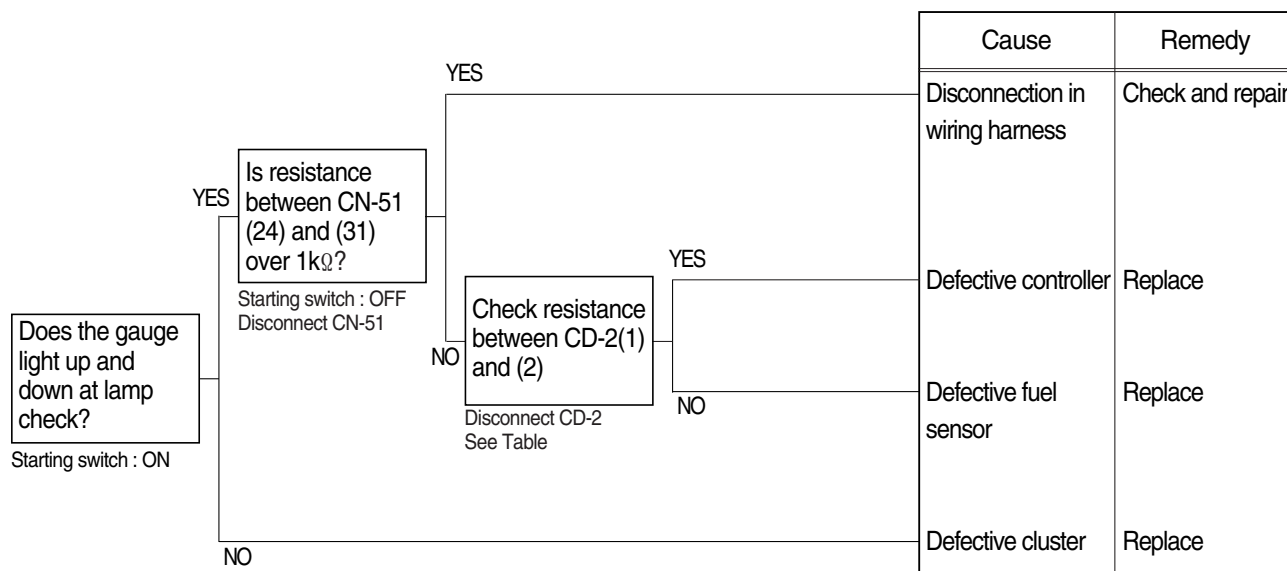 Cause
Remedy
YES
Disconnection in
wiring harness
Check and repair
YES
Is resistance
between CN-51
(24) and (31)
over 1kΩ?
Starting switch : OFF
Disconnect CN-51
YES
Defective controller
Replace
NO
Check resistance
between CD-2(1)
and (2)
Disconnect CD-2
See Table
Does the gauge
light up and
down at lamp
check?
Starting switch : ON
NO
Defective fuel
sensor
Replace
NO
Defective cluster
Replace